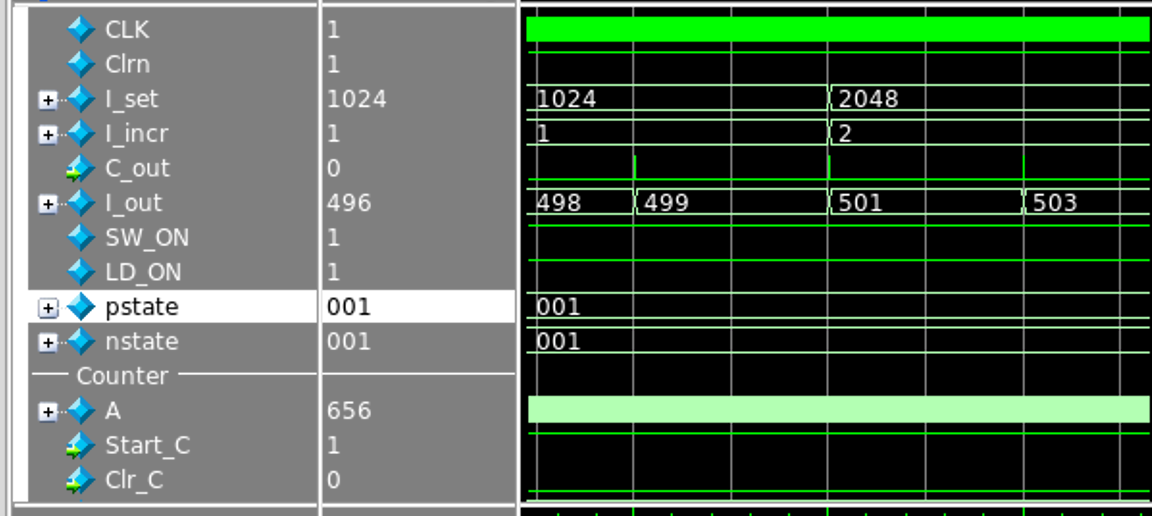 CLK 1
Clrn 1
I_set 1024 1024 2048
I_incr 1 1 2
C_out 0
I_out 496 498 499 501 503
SW_ON 1
LD_ON 1
pstate 001 001
nstate 001 001
Counter
A 656
Start_C 1
Clr_C 0